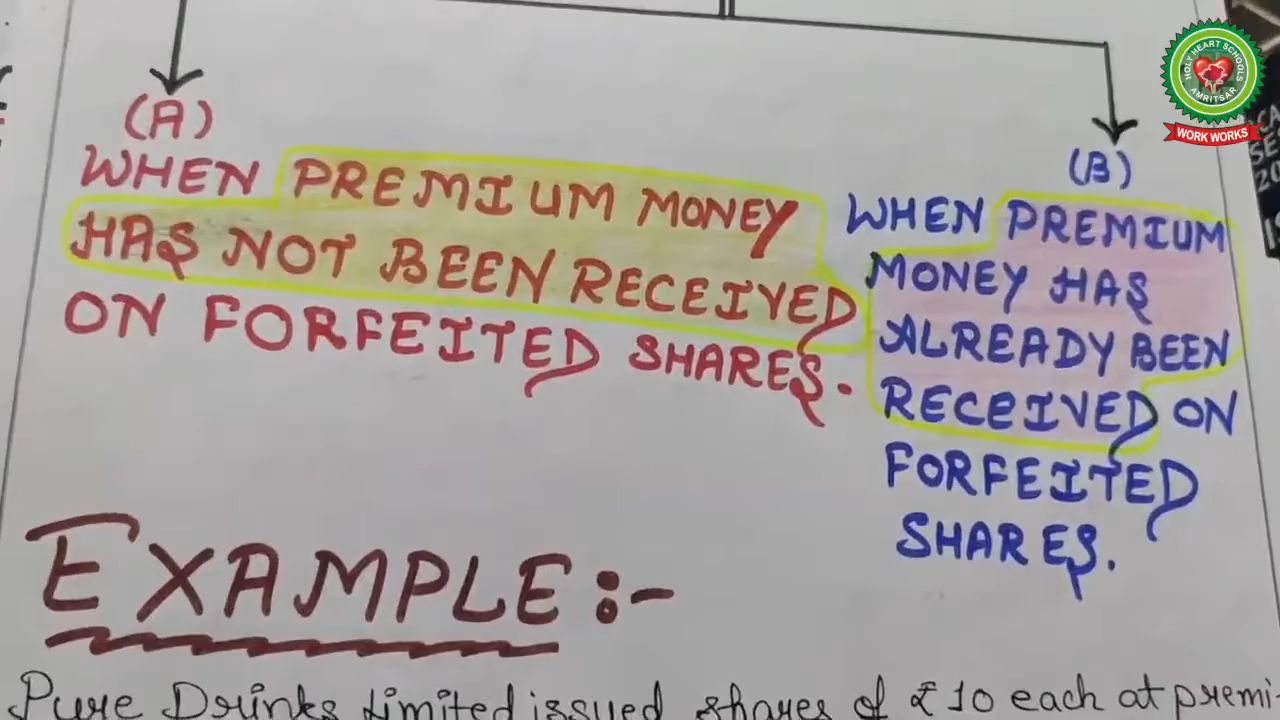 (A)
WHEN PREMIUM MONEY
HAS NOT BEEN RECEIVED
ON FORFEITED SHARES.
(B)
WHEN PREMIUM
MONEY HAS
ALREADY BEEN
RECEIVED ON
FORFEITED
SHARES.
EXAMPLE:-
Pure Drinks Limited issued shares of ₹10 each at premi
HOLY HEART SCHOOLS
AMRITSAR
WORK WORKS